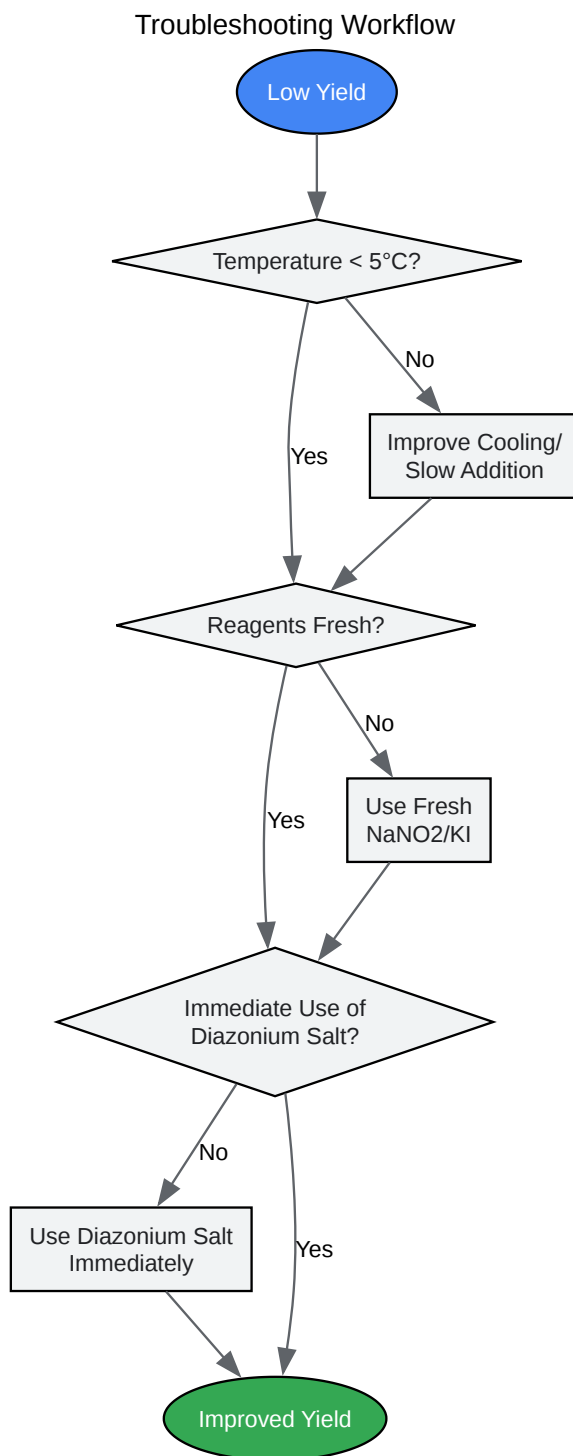 Troubleshooting Workflow
Low Yield
Temperature < 5°C?
No
Improve Cooling/
Slow Addition
Yes
Reagents Fresh?
No
Use Fresh
NaNO2/KI
Yes
Immediate Use of
Diazonium Salt?
No
Use Diazonium Salt
Immediately
Yes
Improved Yield